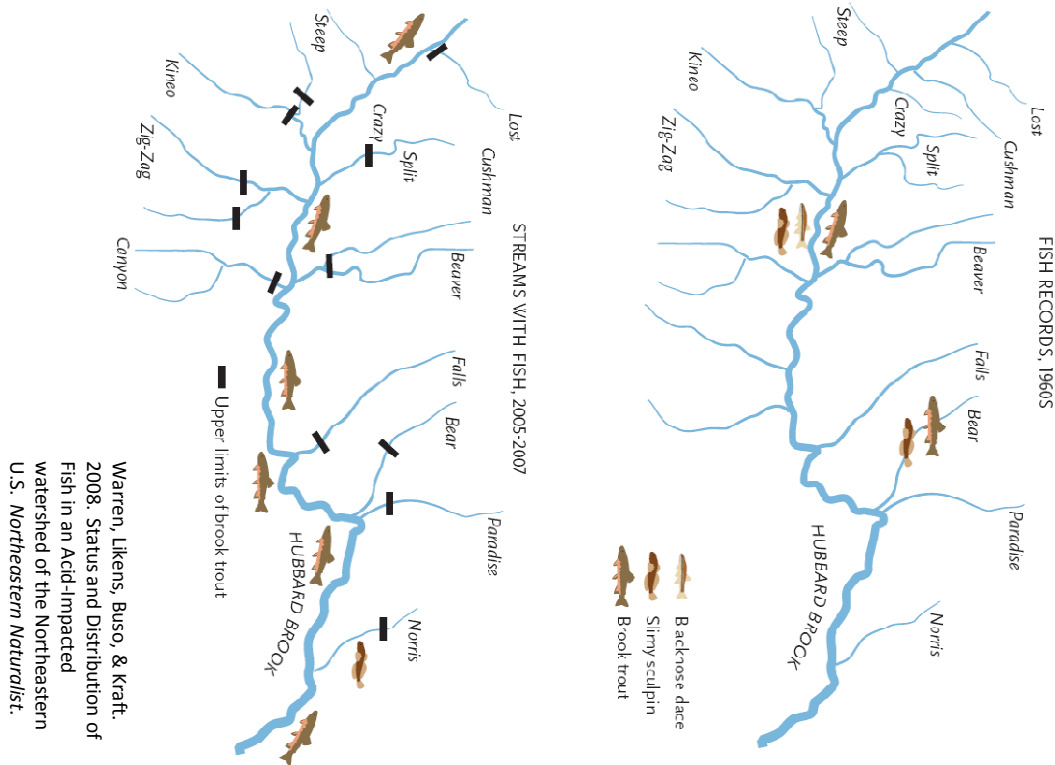 FISH RECORDS, 1960S
Lost
Cushman
Steep
Crazy
Split
Kineo
Zig-Zag
Beaver
Falls
Bear
Paradise
Norris
HUBBARD BROOK
Backnose dace
Slimy sculpin
Brook trout
STREAMS WITH FISH, 2005-2007
Lost
Cushman
Steep
Crazy
Split
Kineo
Zig-Zag
Canyon
Beaver
Falls
Bear
Paradise
Norris
HUBBARD BROOK
Upper limits of brook trout
Warren, Likens, Buso, & Kraft.
2008. Status and Distribution of
Fish in an Acid-Impacted
watershed of the Northeastern
U.S. Northeastern Naturalist.